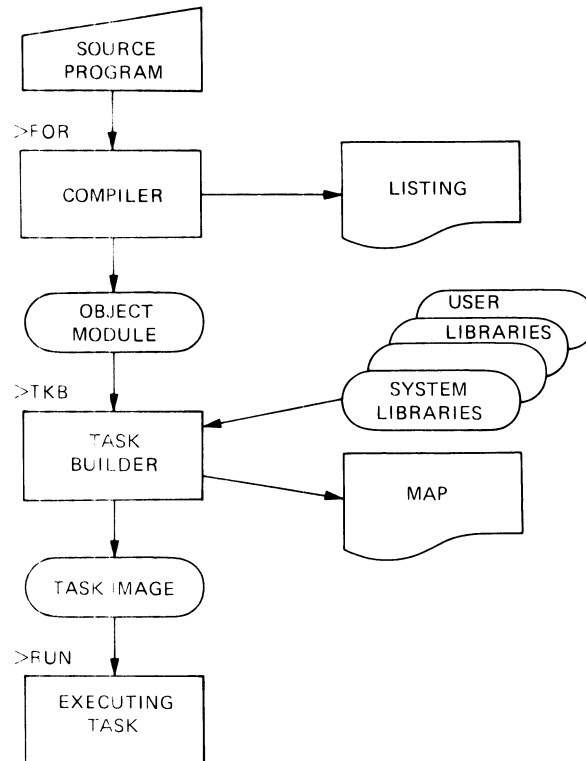 SOURCE
PROGRAM
>FOR
COMPILER
LISTING
OBJECT
MODULE
USER
LIBRARIES
SYSTEM
LIBRARIES
>TKB
TASK
BUILDER
MAP
TASK IMAGE
>RUN
EXECUTING
TASK